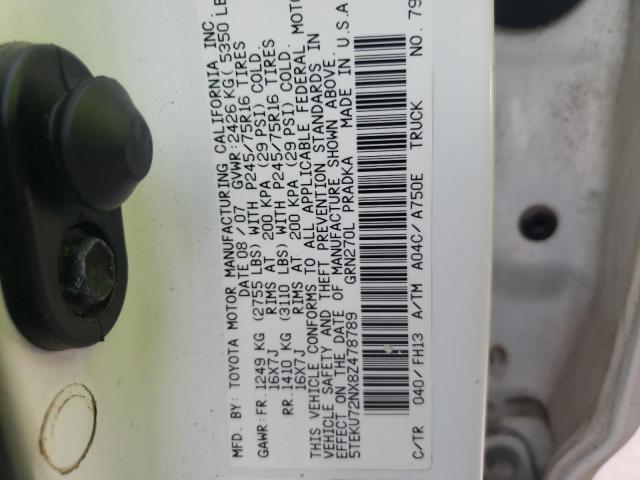 MFD. BY: TOYOTA MOTOR MANUFACTURING CALIFORNIA INC.
DATE 08/07 GVWR: 2426 KG( 5350 LB
GAWR: FR. 1249 KG (2755 LBS) WITH P245/75R16 TIRES
16X7J RIMS AT 200 KPA (29 PSI) COLD.
RR. 1410 KG (3110 LBS) WITH P245/75R16 TIRES
16X7J RIMS AT 200 KPA (29 PSI) COLD.
THIS VEHICLE CONFORMS TO ALL APPLICABLE FEDERAL MOTO
VEHICLE SAFETY AND THEFT PREVENTION STANDARDS IN
EFFECT ON THE DATE OF MANUFACTURE SHOWN ABOVE.
5TEKU72NX8Z478789 GRN270L PRADKA MADE IN U.S.A
C/TR 040/FH13 A/TM A04C/A750E TRUCK NO. 79